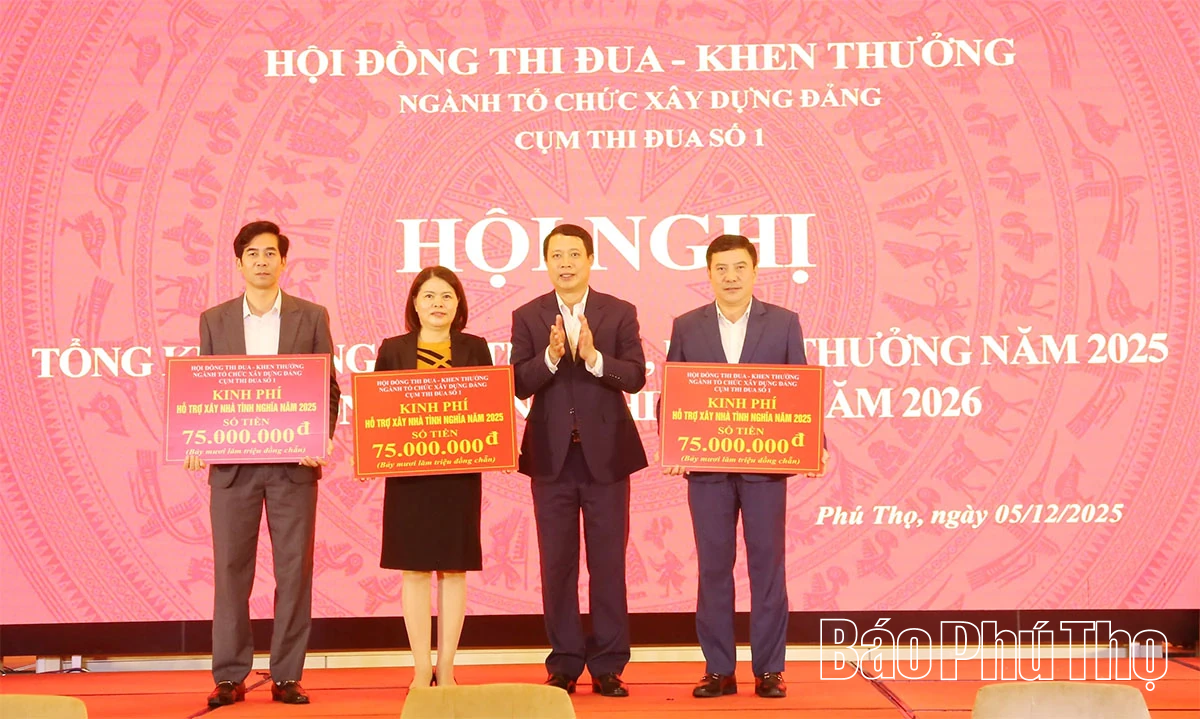 HỘI ĐỒNG THI ĐUA - KHEN THƯỞNG
NGÀNH TỔ CHỨC XÂY DỰNG ĐẢNG
CỤM THI ĐUA SỐ 1
HỘI NGHỊ
TỔNG THƯỞNG NĂM 2025
NĂM 2026
Phú Thọ, ngày 05/12/2025
HỘI ĐỒNG THI ĐUA - KHEN THƯỞNG
NGÀNH TỔ CHỨC XÂY DỰNG ĐẢNG
CỤM THI ĐUA SỐ 1
KINH PHÍ
HỖ TRỢ XÂY NHÀ TÌNH NGHĨA NĂM 2025
SỐ TIỀN
75.000.000đ
(Bảy mươi lăm triệu đồng chẵn)
HỘI ĐỒNG THI ĐUA - KHEN THƯỞNG
NGÀNH TỔ CHỨC XÂY DỰNG ĐẢNG
CỤM THI ĐUA SỐ 1
KINH PHÍ
HỖ TRỢ XÂY NHÀ TÌNH NGHĨA NĂM 2025
SỐ TIỀN
75.000.000đ
(Bảy mươi lăm triệu đồng chẵn)
HỘI ĐỒNG THI ĐUA - KHEN THƯỞNG
NGÀNH TỔ CHỨC XÂY DỰNG ĐẢNG
CỤM THI ĐUA SỐ 1
KINH PHÍ
HỖ TRỢ XÂY NHÀ TÌNH NGHĨA NĂM 2025
SỐ TIỀN
75.000.000đ
(Bảy mươi lăm triệu đồng chẵn)
Báo Phú Thọ